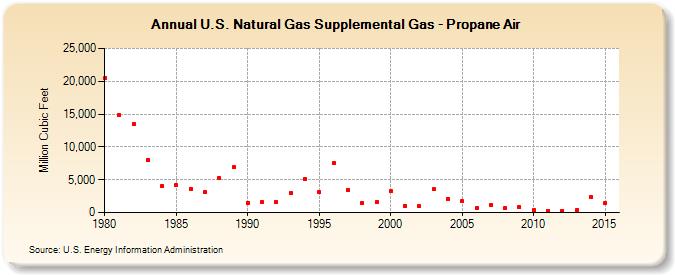 Annual U.S. Natural Gas Supplemental Gas - Propane Air
Million Cubic Feet
25,000
20,000
15,000
10,000
5,000
0
1980 1985 1990 1995 2000 2005 2010 2015
Source: U.S. Energy Information Administration